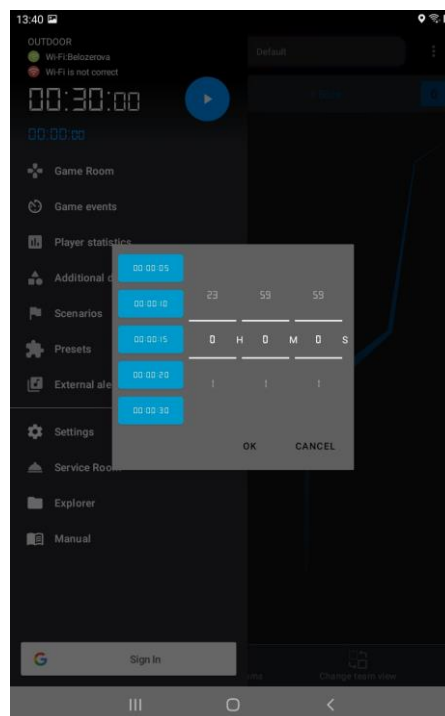 13:40
OUTDOOR
Wi-Fi:Belozerova
Wi-Fi is not correct
Default
00:30:00
00:00:00
Game Room
Game events
Player statistics
Additional
Scenarios
Presets
External
Settings
Service Room
Explorer
Manual
00:00:05
00:00:10
00:00:15
00:00:20
00:00:30
23 59 59
0 H 0 M 0 S
1 1 1
OK CANCEL
Sign In
Change team view